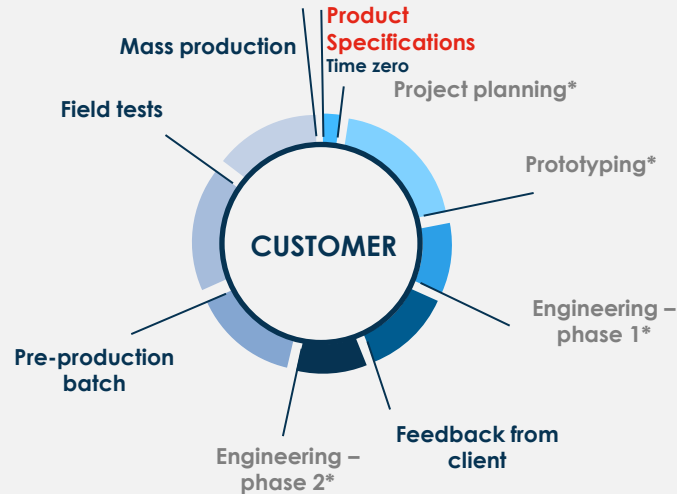 Product
Specifications
Time zero
Project planning*
Prototyping*
Engineering –
phase 1*
Feedback from
client
Engineering –
phase 2*
Pre-production
batch
Field tests
Mass production
CUSTOMER